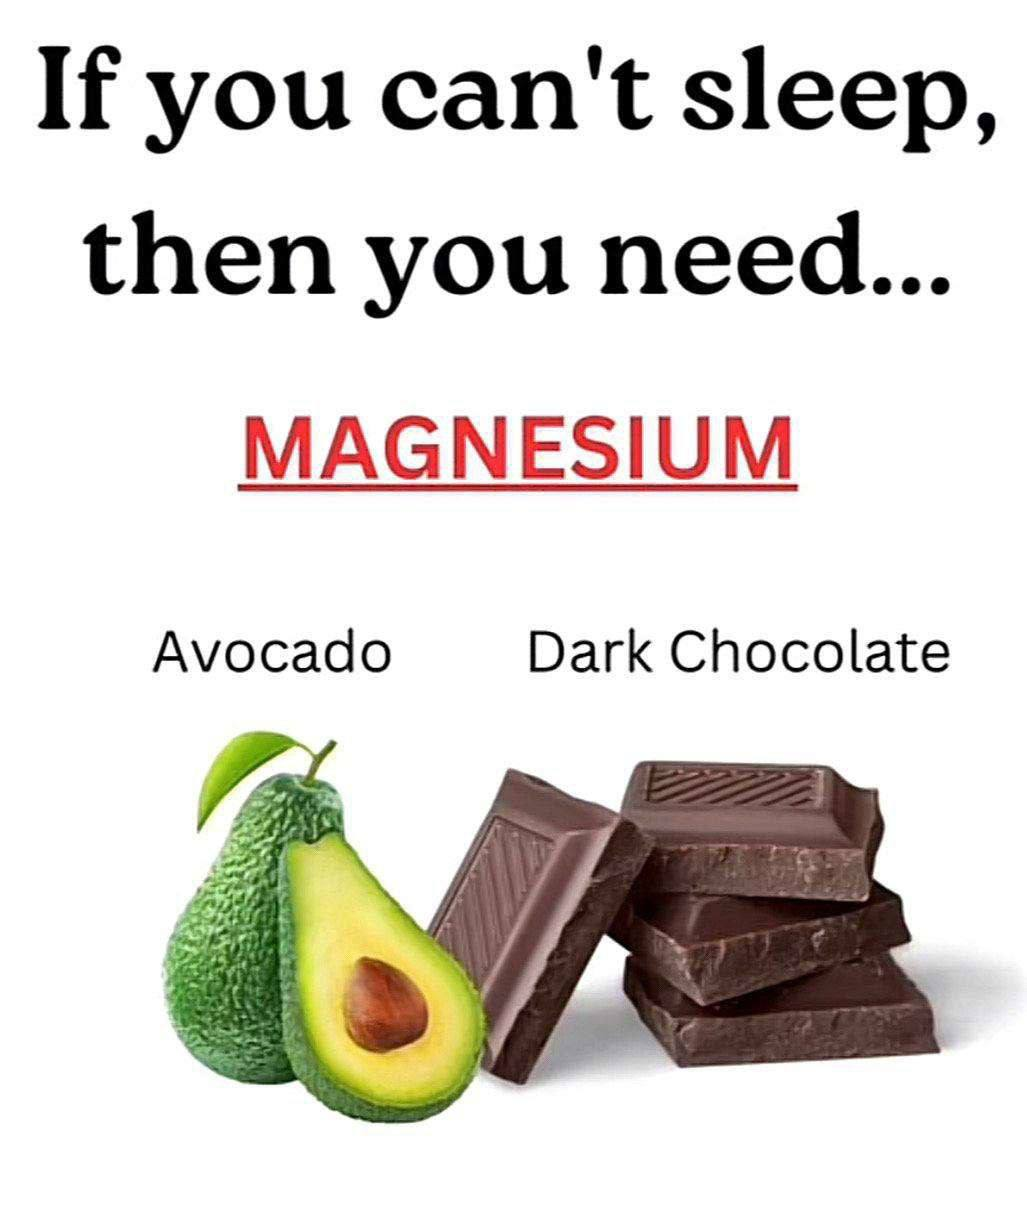 If you can't sleep,
then you need...
MAGNESIUM
Avocado Dark Chocolate